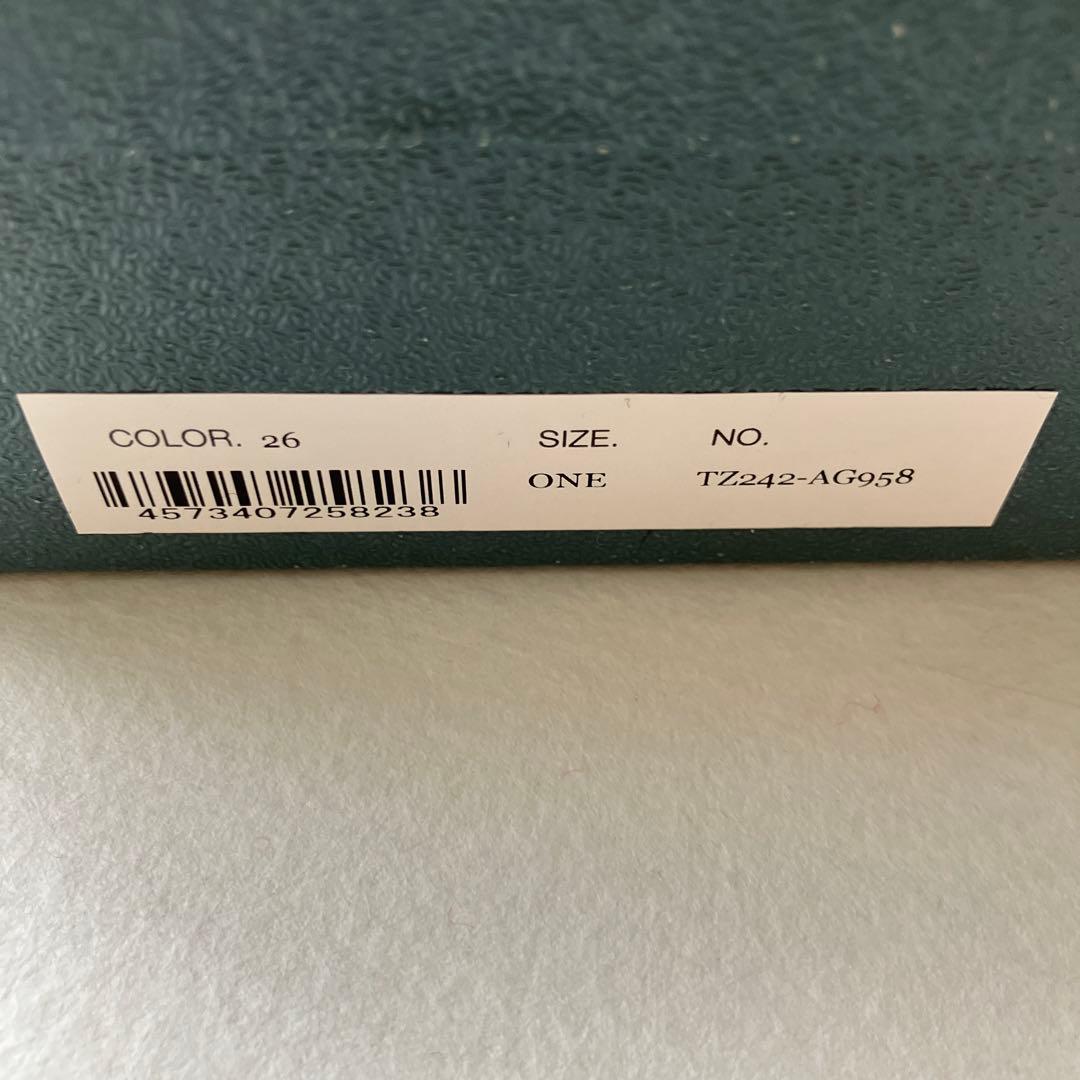 COLOR. 26
4573407258238
SIZE.
ONE
NO.
TZ242-AG958